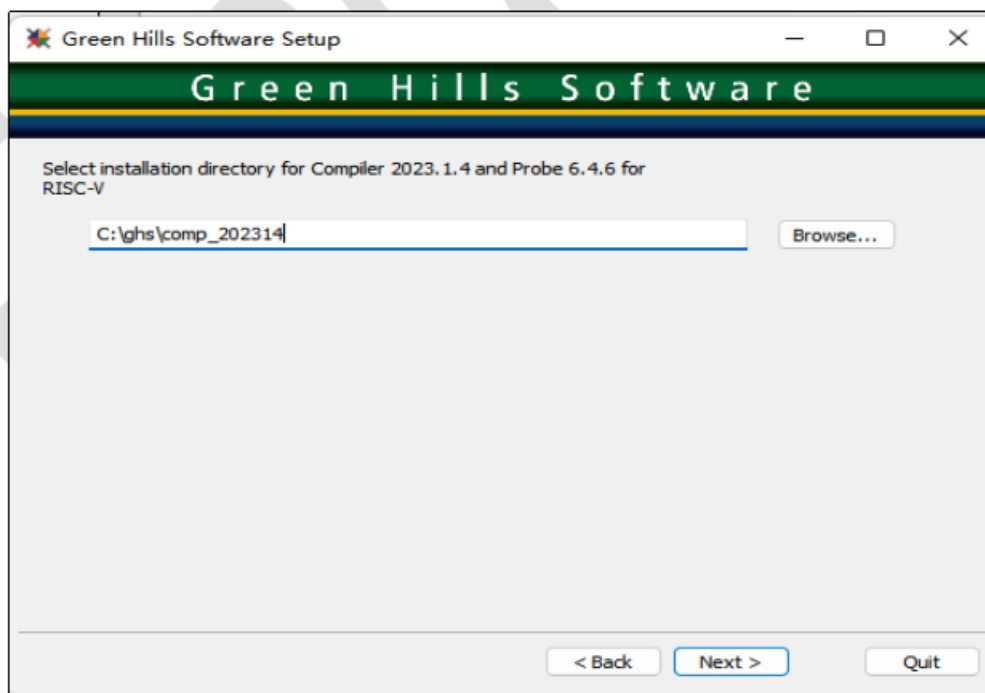 Green Hills Software Setup
Green Hills Software
Select installation directory for Compiler 2023.1.4 and Probe 6.4.6 for
RISC-V
C:\ghs\comp_202314
Browse...
< Back
Next >
Quit